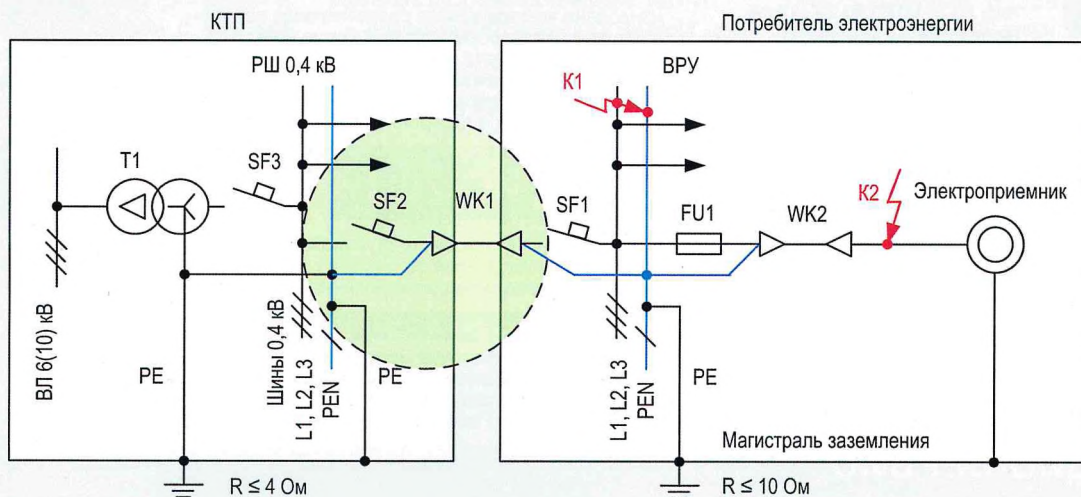 КТП
Потребитель электроэнергии
РШ 0,4 кВ
ВРУ
К1
Т1
SF3
SF2
WK1
SF1
FU1
WK2
К2
Электроприемник
ВЛ 6(10) кВ
PE
Шины 0,4 кВ
L1, L2, L3
PEN
PE
L1, L2, L3
PEN
PE
Магистраль заземления
R ≤ 4 Ом
R ≤ 10 Ом